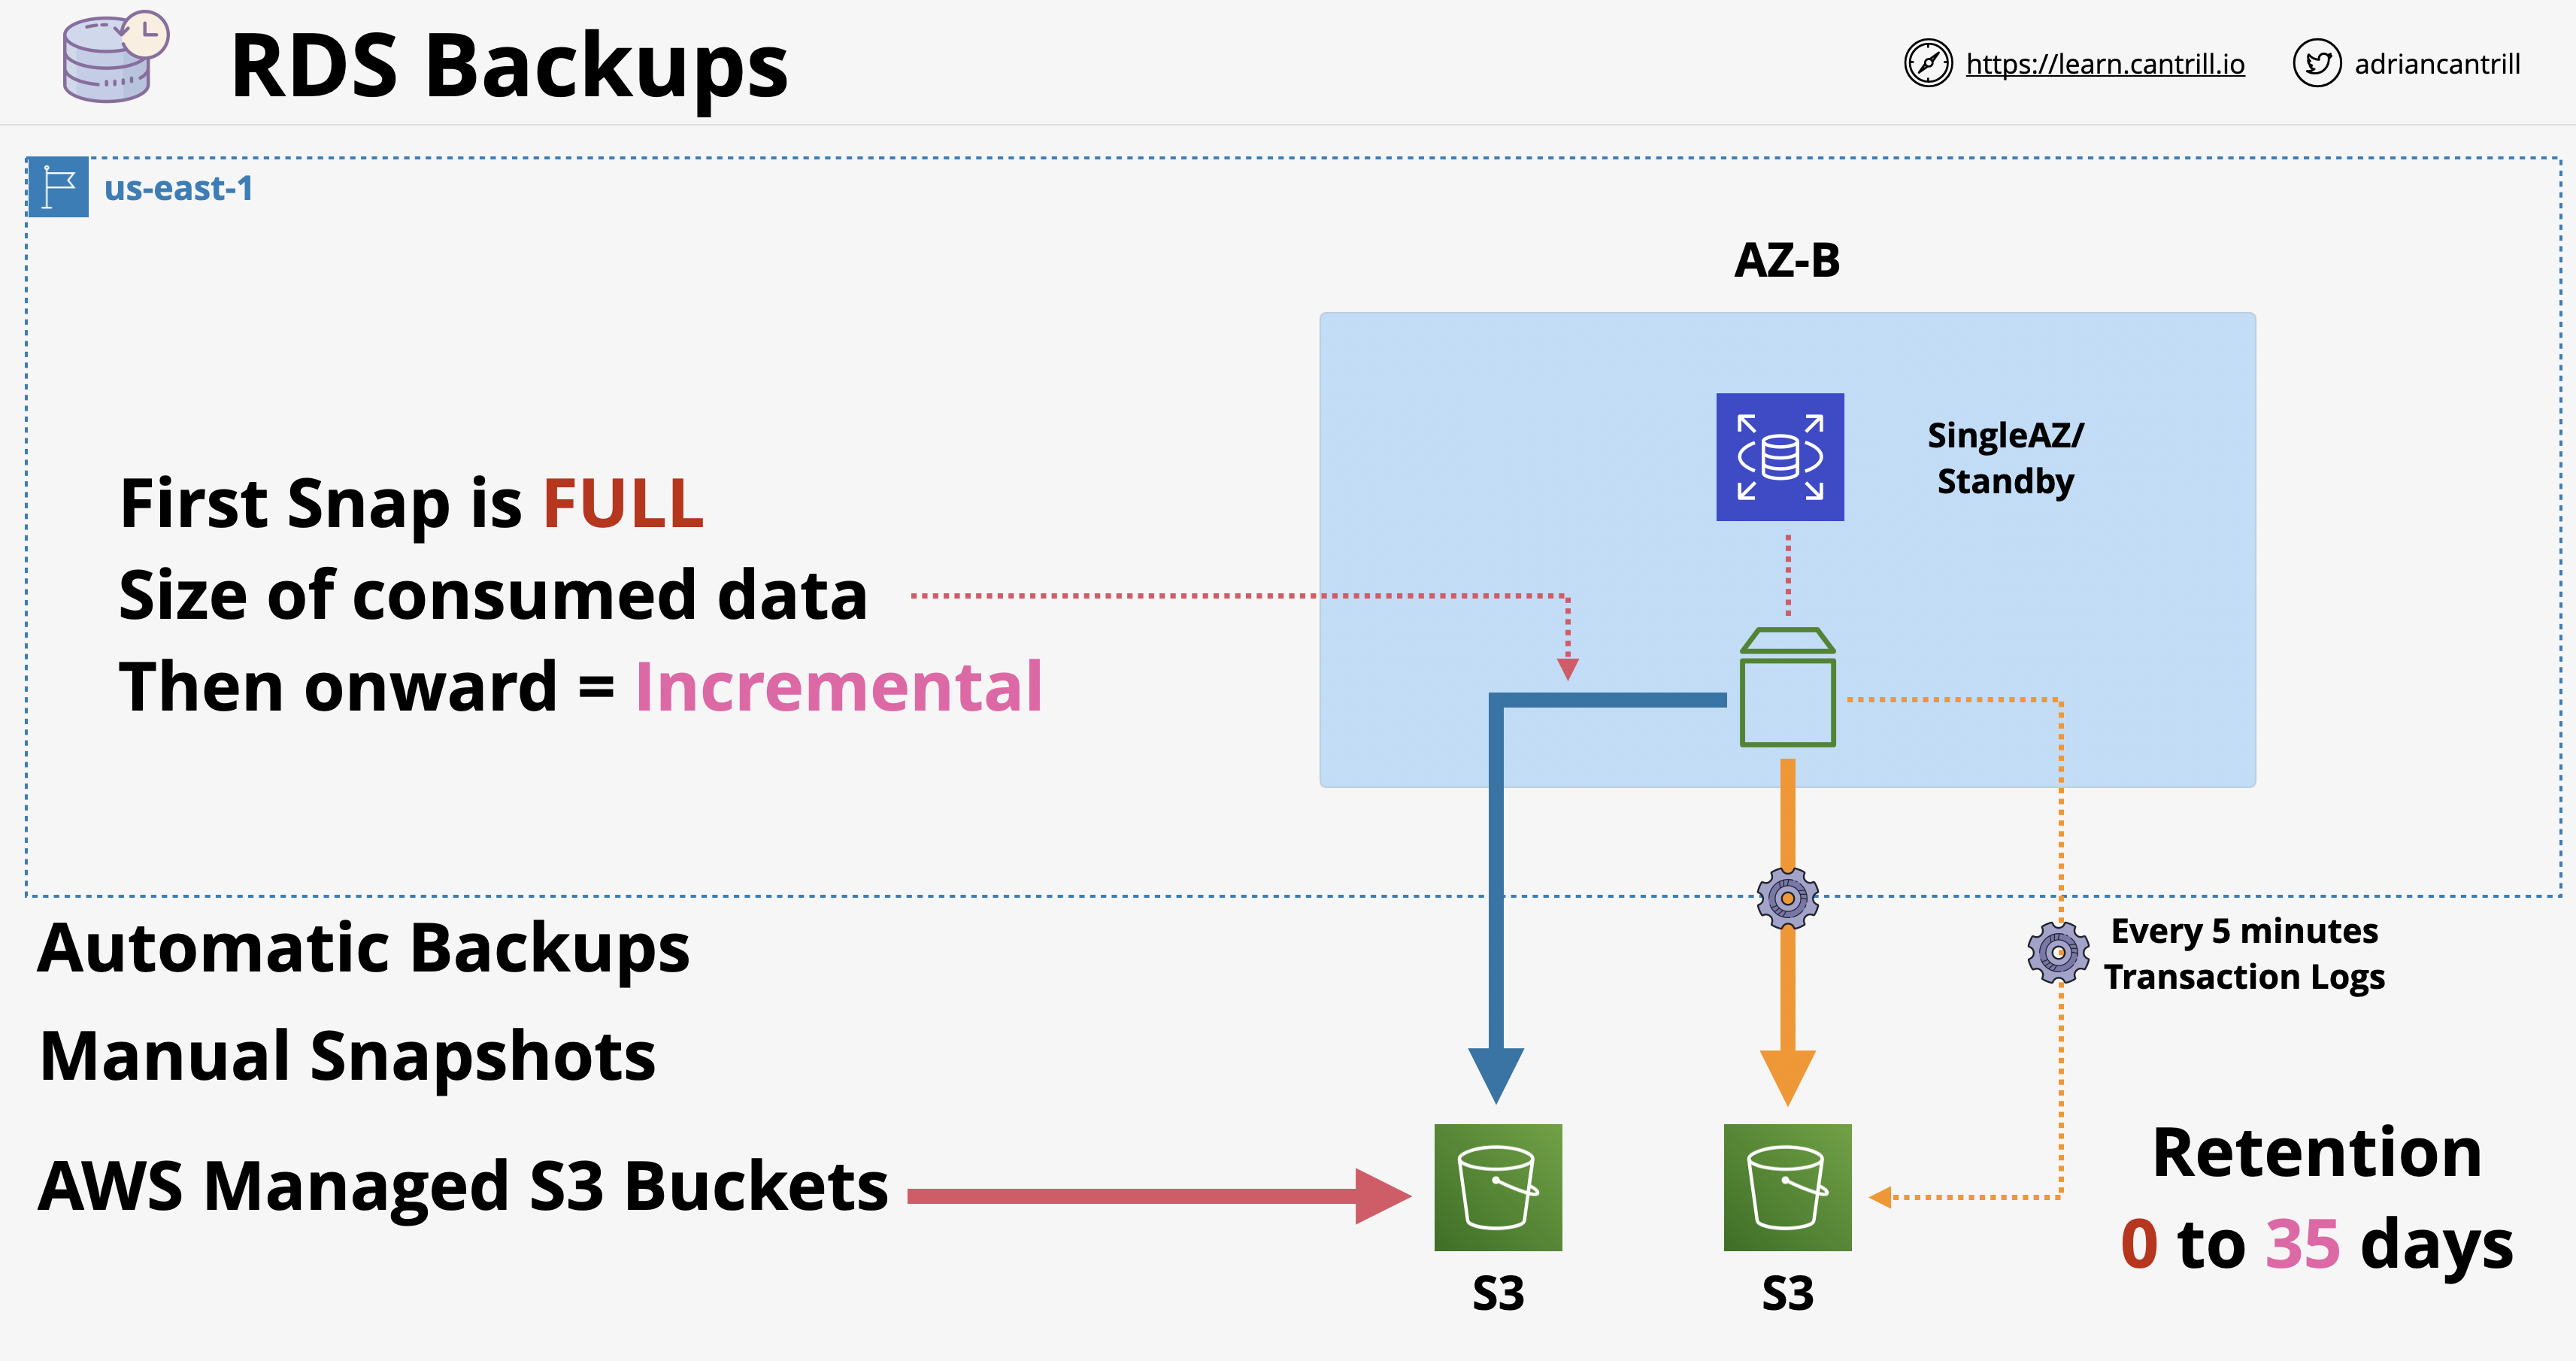 RDS Backups
https://learn.cantrill.io
adriancantrill
us-east-1
AZ-B
SingleAZ/
Standby
First Snap is FULL
Size of consumed data
Then onward = Incremental
Automatic Backups
Manual Snapshots
AWS Managed S3 Buckets
Every 5 minutes
Transaction Logs
Retention
0 to 35 days
S3
S3